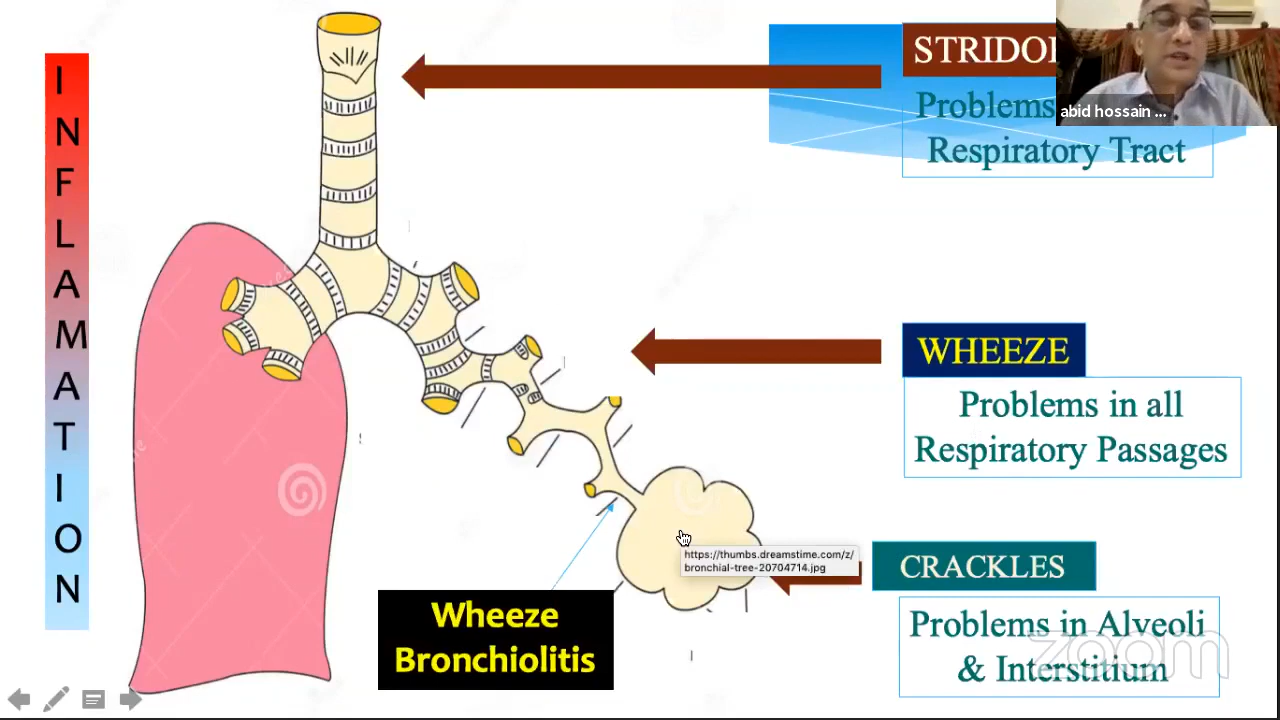 I
N
F
L
A
M
A
T
I
O
N
STRIDO
Problems
Respiratory Tract
abid hossain ...
WHEEZE
Problems in all
Respiratory Passages
https://thumbs.dreamstime.com/z/
bronchial-tree-20704714.jpg
CRACKLES
Problems in Alveoli
& Interstitium
Wheeze
Bronchiolitis
zoom